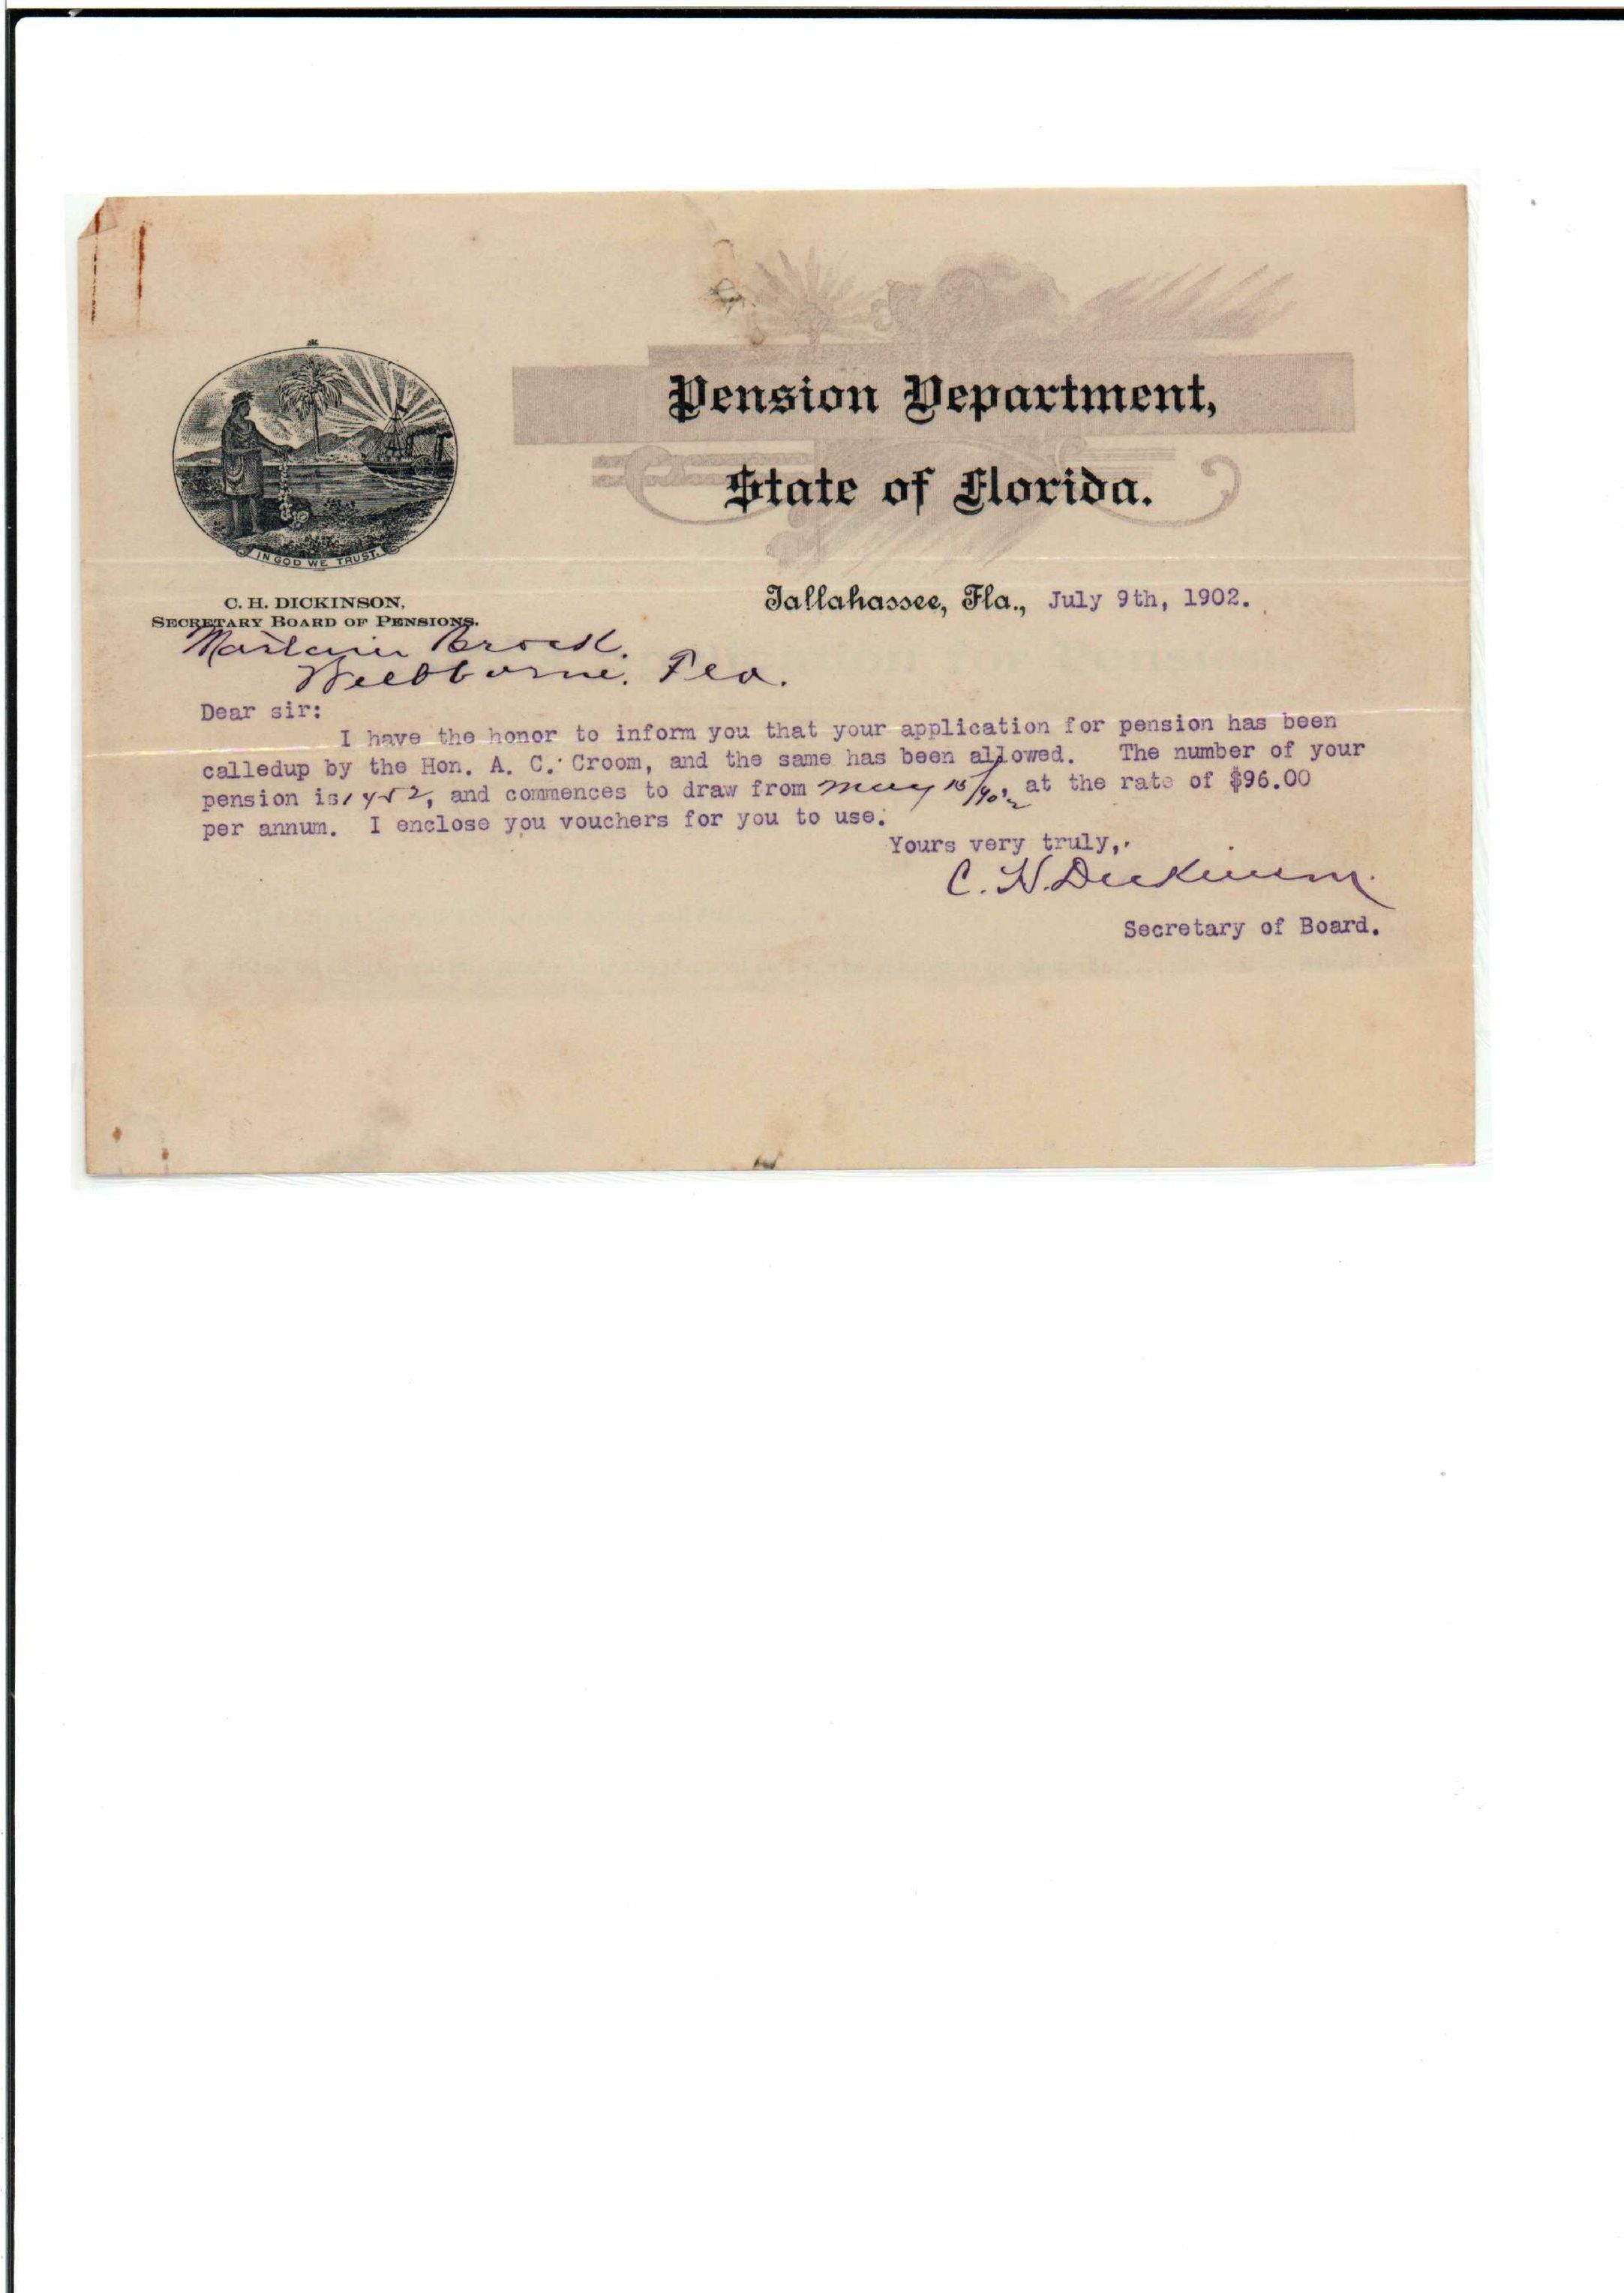 IN GOD WE TRUST.
Pension Department,
State of Florida.
C. H. DICKINSON,
SECRETARY BOARD OF PENSIONS.
Tallahassee, Fla., July 9th, 1902.
Brock.
Wellborne. Fla.
Dear sir:
I have the honor to inform you that your application for pension has been
calledup by the Hon. A. C. Croom, and the same has been allowed. The number of your
pension is 1452, and commences to draw from May 15/902, at the rate of $96.00
per annum. I enclose you vouchers for you to use.
Yours very truly,
C. H. Dickinson.
Secretary of Board.